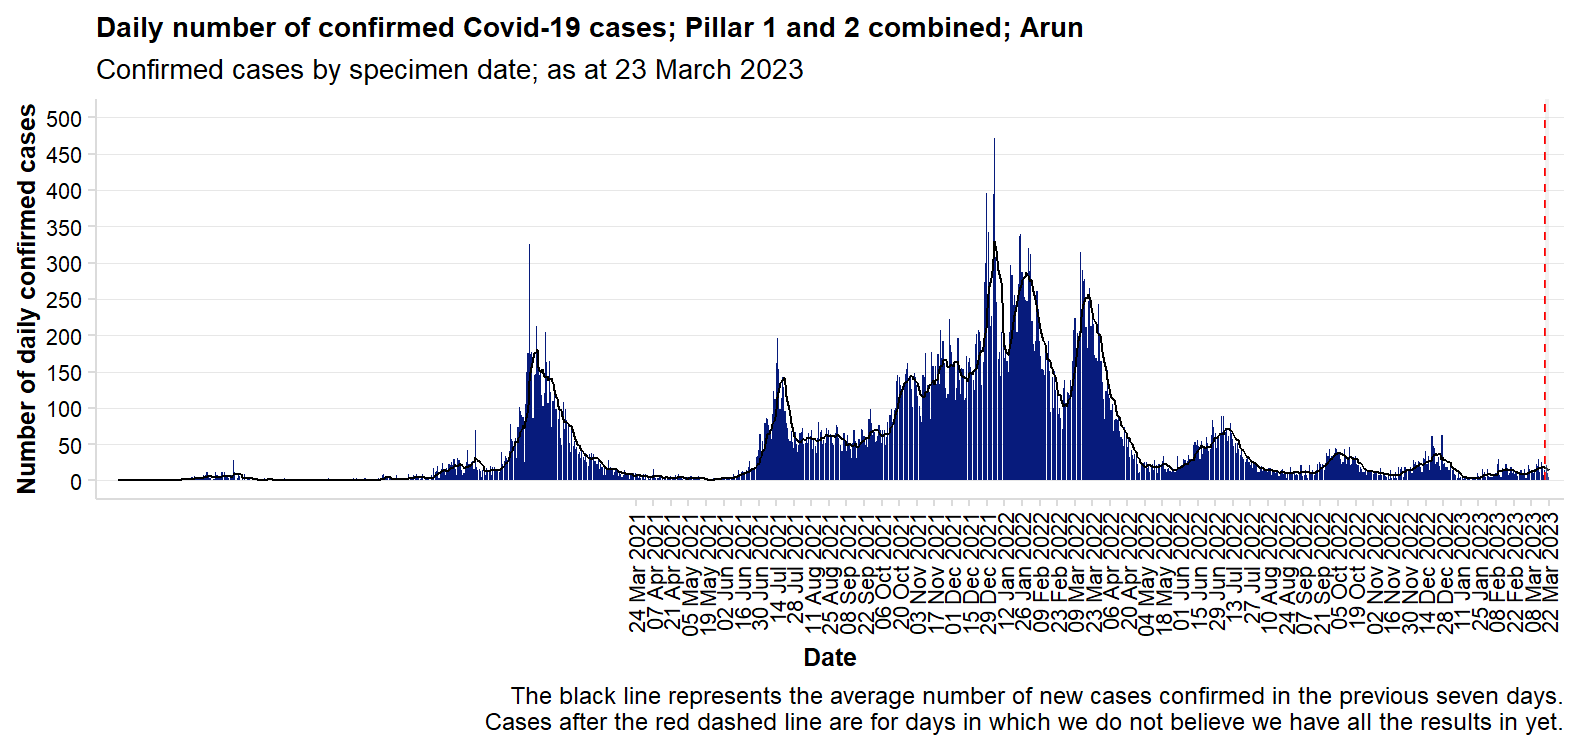 Daily number of confirmed Covid-19 cases; Pillar 1 and 2 combined; Arun
Confirmed cases by specimen date; as at 23 March 2023
Number of daily confirmed cases
500
450
400
350
300
250
200
150
100
50
0
24 Mar 2021
07 Apr 2021
21 Apr 2021
05 May 2021
19 May 2021
02 Jun 2021
16 Jun 2021
30 Jun 2021
14 Jul 2021
28 Jul 2021
11 Aug 2021
25 Aug 2021
08 Sep 2021
22 Sep 2021
06 Oct 2021
20 Oct 2021
03 Nov 2021
17 Nov 2021
01 Dec 2021
15 Dec 2021
29 Dec 2021
12 Jan 2022
26 Jan 2022
09 Feb 2022
23 Feb 2022
09 Mar 2022
23 Mar 2022
06 Apr 2022
20 Apr 2022
04 May 2022
18 May 2022
01 Jun 2022
15 Jun 2022
29 Jun 2022
13 Jul 2022
27 Jul 2022
10 Aug 2022
24 Aug 2022
07 Sep 2022
21 Sep 2022
05 Oct 2022
19 Oct 2022
02 Nov 2022
16 Nov 2022
30 Nov 2022
14 Dec 2022
28 Dec 2022
11 Jan 2023
25 Jan 2023
08 Feb 2023
22 Feb 2023
08 Mar 2023
22 Mar 2023
Date
The black line represents the average number of new cases confirmed in the previous seven days.
Cases after the red dashed line are for days in which we do not believe we have all the results in yet.